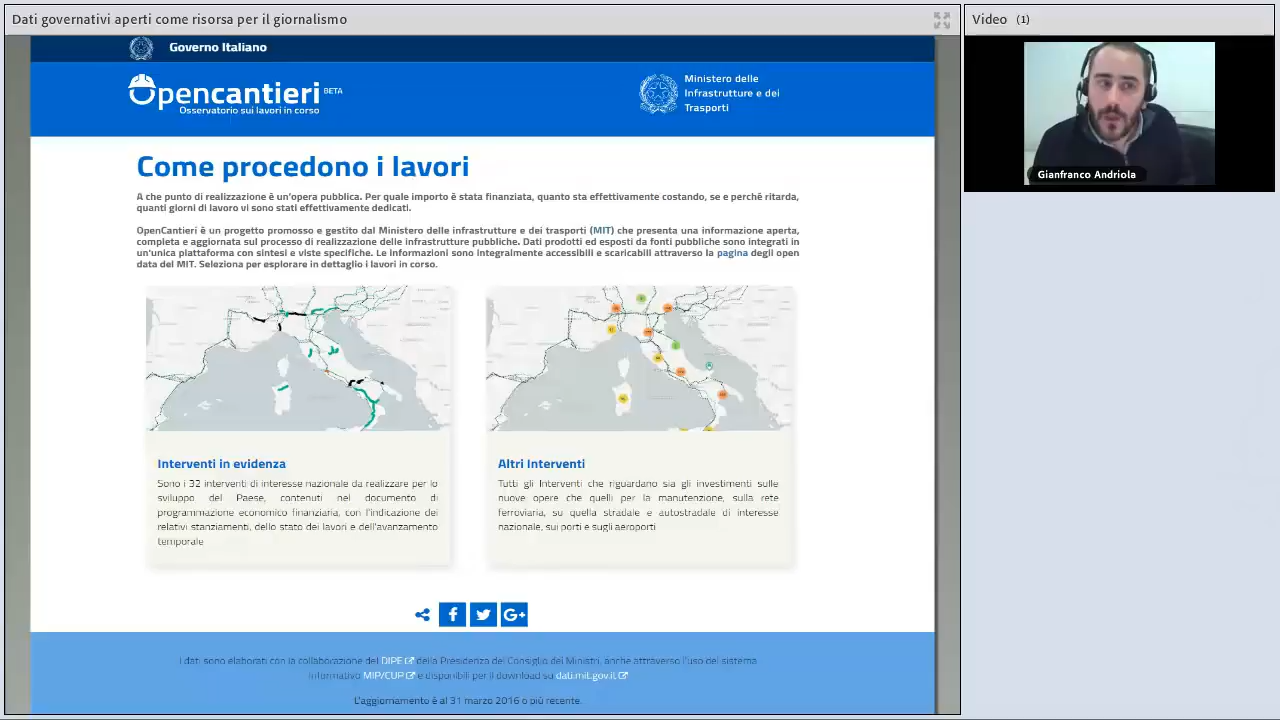 Dati governativi aperti come risorsa per il giornalismo
Video (1)
Governo Italiano
Opencantieri BETA
Osservatorio sui lavori in corso
Ministero delle
Infrastrutture e dei
Trasporti
Gianfranco Andriola
Come procedono i lavori
A che punto di realizzazione è un'opera pubblica. Per quale importo è stata finanziata, quanto sta effettivamente costando, se e perchè ritarda,
quanti giorni di lavoro vi sono stati effettivamente dedicati.
OpenCantieri è un progetto promosso e gestito dal Ministero delle infrastrutture e dei trasporti (MIT) che presenta una informazione aperta,
completa e aggiornata sul processo di realizzazione delle infrastrutture pubbliche. Dati prodotti ed esposti da fonti pubbliche sono integrati in
un'unica piattaforma con sintesi e viste specifiche. Le informazioni sono integralmente accessibili e scaricabili attraverso la pagina degli open
data del MIT. Seleziona per esplorare in dettaglio i lavori in corso.
Interventi in evidenza
Sono i 32 interventi di interesse nazionale da realizzare per lo
sviluppo del Paese, contenuti nel documento di
programmazione economico finanziaria, con l'indicazione dei
relativi stanziamenti, dello stato dei lavori e dell'avanzamento
temporale
Altri Interventi
Tutti gli Interventi che riguardano sia gli investimenti sulle
nuove opere che quelli per la manutenzione, sulla rete
ferroviaria, su quella stradale e autostradale di interesse
nazionale, sui porti e sugli aeroporti
f
G+
I dati sono elaborati con la collaborazione del DIPE della Presidenza del Consiglio dei Ministri, anche attraverso l'uso del sistema
informativo MIP/CUP e disponibili per il download su dati.mit.gov.it
L'aggiornamento è al 31 marzo 2016 o più recente.